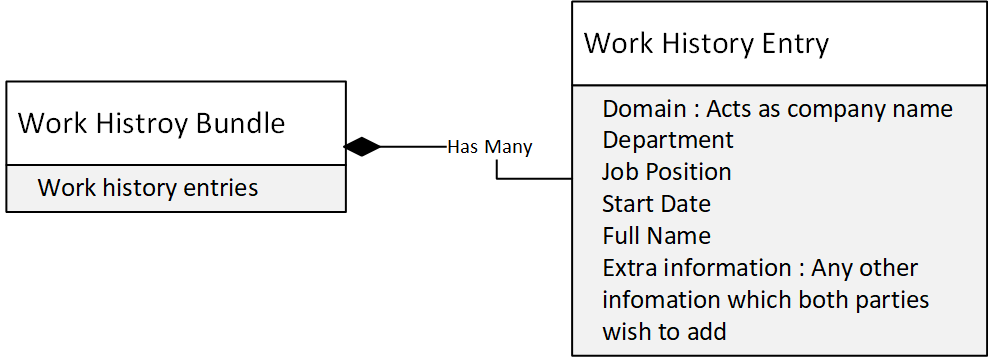 Work Histroy Bundle
Work history entries
Has Many
Work History Entry
Domain : Acts as company name
Department
Job Position
Start Date
Full Name
Extra information : Any other
infomation which both parties
wish to add